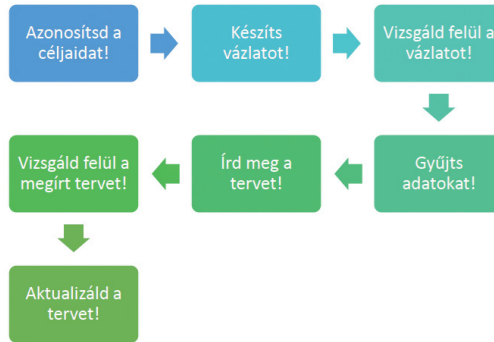 Azonosítsd a
céljaidat!
Készíts
vázlatot!
Vizsgáld felül a
vázlatot!
Gyűjts
adatokat!
Írd meg a
tervet!
Vizsgáld felül a
megírt tervet!
Aktualizáld a
tervet!